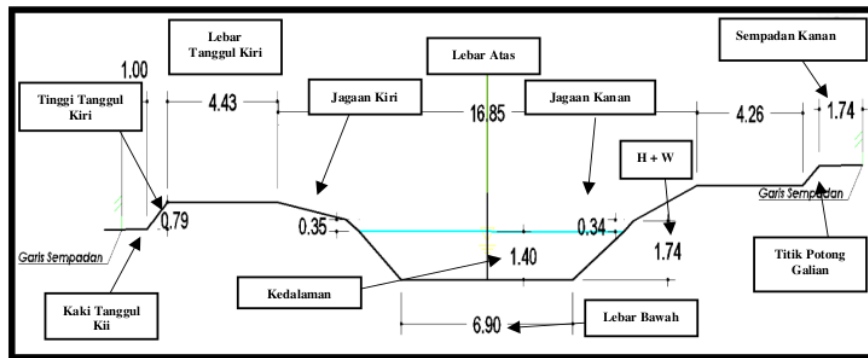 Sempadan Kanan
Lebar
Tanggul Kiri
Lebar Atas
1.00
Tinggi Tanggul
Kiri
4.43
Jagaan Kiri
Jagaan Kanan
16.85
4.26
1.74
H + W
Garis Sempadan
0.79
0.35
0.34
1.74
Garis Sempadan
1.40
Titik Potong
Galian
Kedalaman
Kaki Tanggul
Kii
6.90
Lebar Bawah